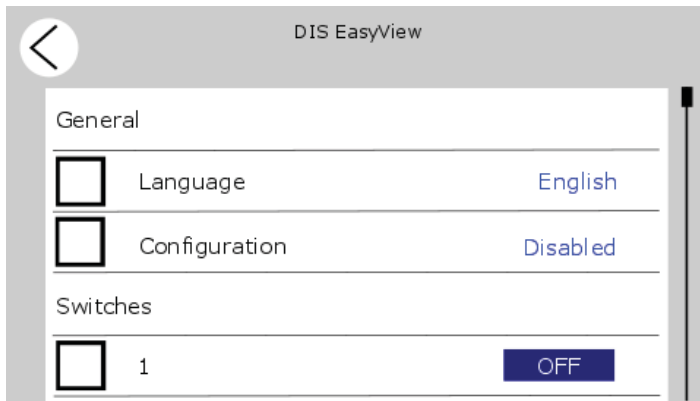 DIS EasyView
General
Language English
Configuration Disabled
Switches
1 OFF